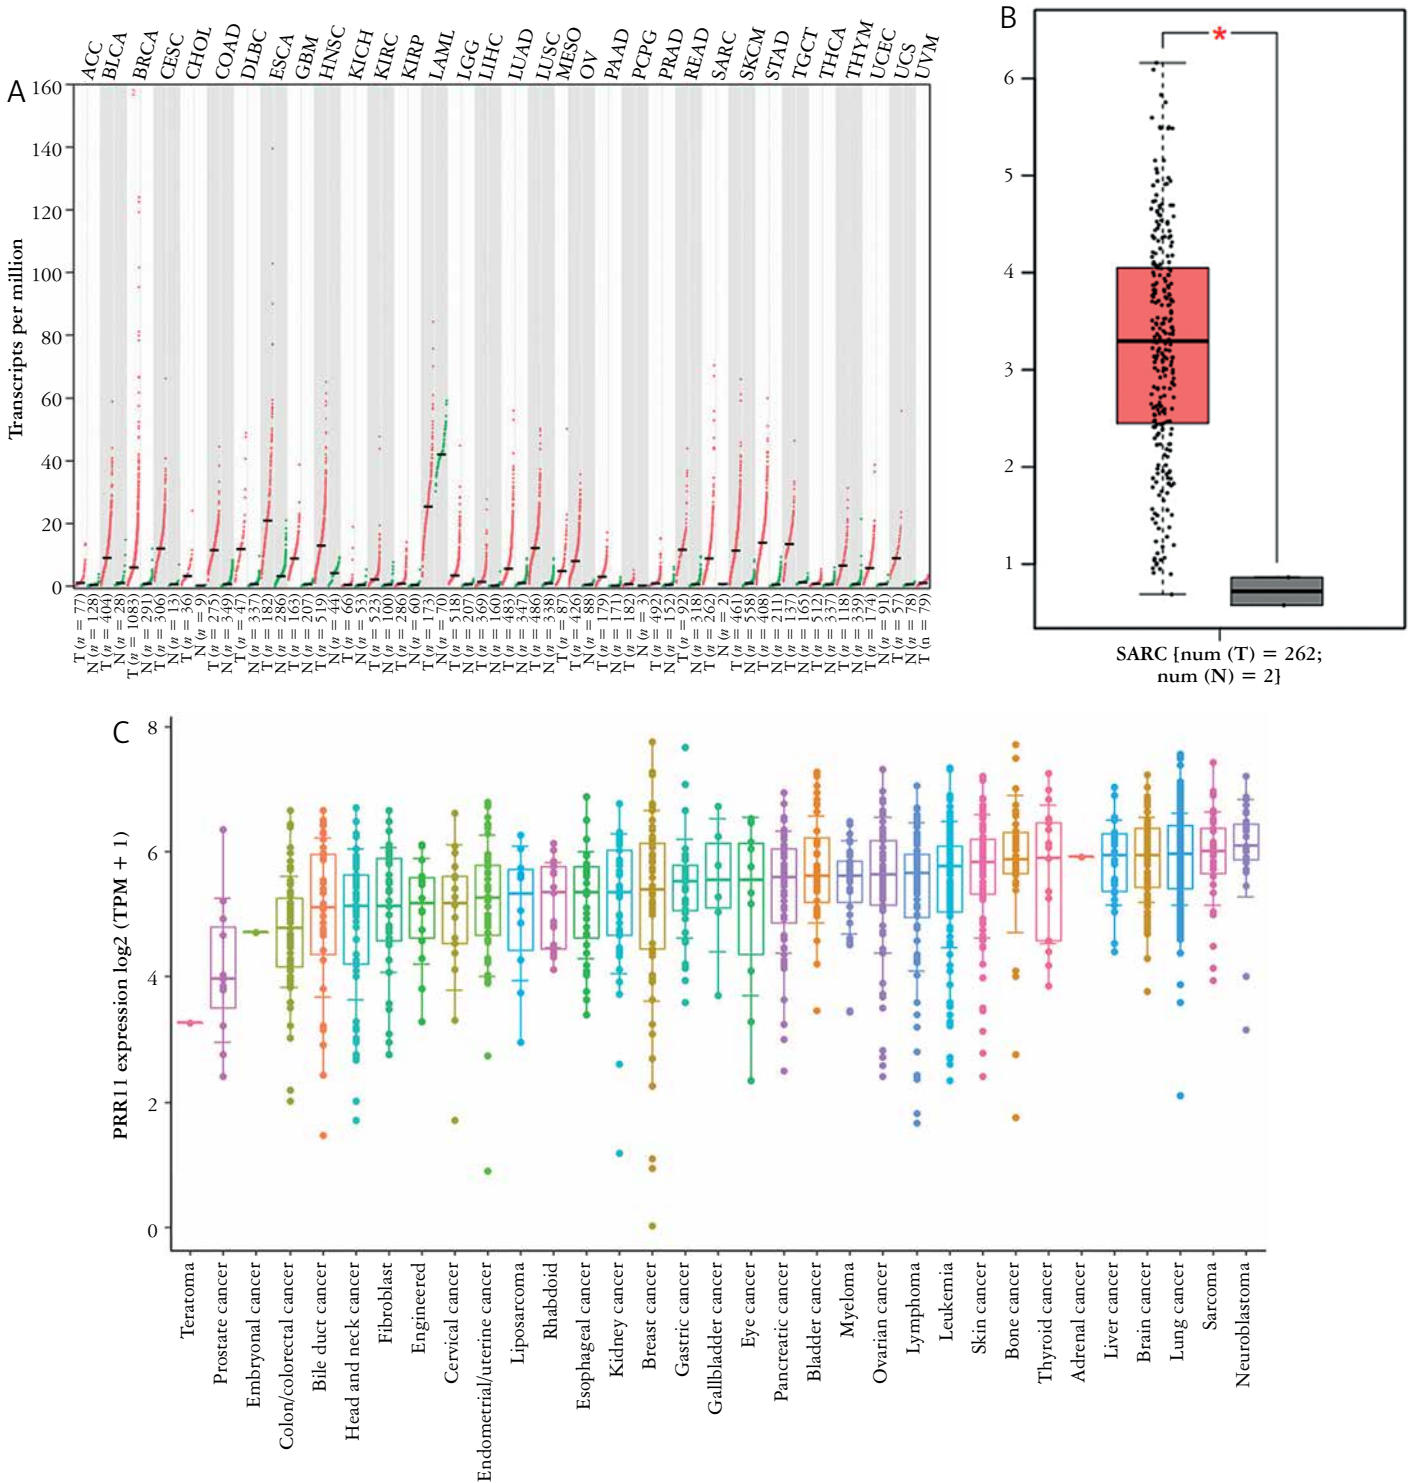 A
Transcripts per million
160
140
120
100
80
60
40
20
0
ACC
BLCA
BRCA
CESC
CHOL
COAD
DLBC
ESCA
GBM
HNSC
KICH
KIRC
KIRP
LAML
LGG
LIHC
LUAD
LUSC
MESO
OV
PAAD
PCPG
PRAD
READ
SARC
SKCM
STAD
TGCT
THCA
THYM
UCEC
UCS
UVM
T (n = 77)
N (n = 128)
T (n = 404)
N (n = 28)
T (n = 1083)
N (n = 291)
T (n = 306)
N (n = 13)
T (n = 36)
N (n = 9)
T (n = 275)
N (n = 349)
T (n = 47)
N (n = 337)
T (n = 182)
N (n = 286)
T (n = 163)
N (n = 207)
T (n = 519)
N (n = 44)
T (n = 66)
N (n = 53)
T (n = 523)
N (n = 100)
T (n = 286)
N (n = 60)
T (n = 173)
N (n = 70)
T (n = 518)
N (n = 207)
T (n = 369)
N (n = 160)
T (n = 483)
N (n = 347)
T (n = 486)
N (n = 338)
T (n = 87)
T (n = 426)
N (n = 88)
T (n = 179)
N (n = 171)
T (n = 182)
N (n = 3)
T (n = 492)
N (n = 152)
T (n = 92)
N (n = 318)
T (n = 262)
N (n = 2)
T (n = 461)
N (n = 558)
T (n = 408)
N (n = 211)
T (n = 137)
N (n = 165)
T (n = 512)
N (n = 337)
T (n = 118)
N (n = 339)
T (n = 174)
N (n = 91)
T (n = 57)
N (n = 78)
T (n = 79)
B
*
6
5
4
3
2
1
SARC {num (T) = 262;
num (N) = 2}
C
PRR11 expression log2 (TPM + 1)
8
6
4
2
0
Teratoma
Prostate cancer
Embryonal cancer
Colon/colorectal cancer
Bile duct cancer
Head and neck cancer
Fibroblast
Engineered
Cervical cancer
Endometrial/uterine cancer
Liposarcoma
Rhabdoid
Esophageal cancer
Kidney cancer
Breast cancer
Gastric cancer
Gallbladder cancer
Eye cancer
Pancreatic cancer
Bladder cancer
Myeloma
Ovarian cancer
Lymphoma
Leukemia
Skin cancer
Bone cancer
Thyroid cancer
Adrenal cancer
Liver cancer
Brain cancer
Lung cancer
Sarcoma
Neuroblastoma